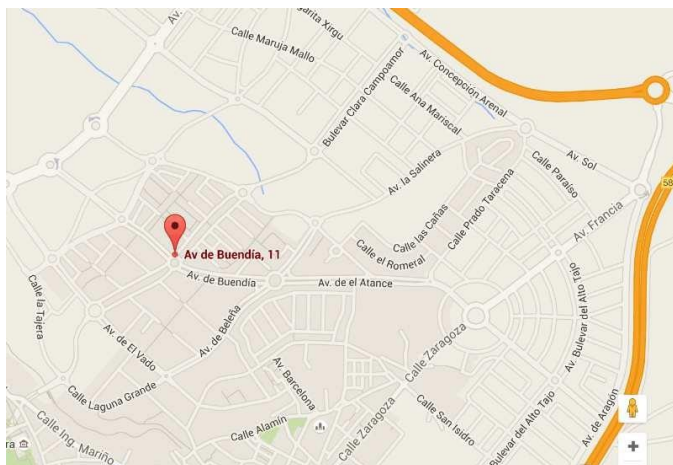 Av.
garita Xirgu
Calle Maruja Mallo
Av. Concepción Arenal
Bulevar Clara Campoamor
Calle Ana Mariscal
Av. la Salinera
Av. Sol
Calle Paraíso
58
Calle Prado Taracena
Calle las Cañas
Av. Francia
Av de Buendía, 11
Calle el Romeral
Av. de Buendía
Av. de el Atance
Calle la Tajera
Av. de Beleña
Av. de El Vado
Av. Bulevar del Alto Tajo
Calle Zaragoza
Av. Barcelona
Calle Laguna Grande
Calle Alamín
Calle Zaragoza
Calle San Isidro
Bulevar del Alto Tajo
Av. de Aragón
Calle Ing. Mariño
ra
+